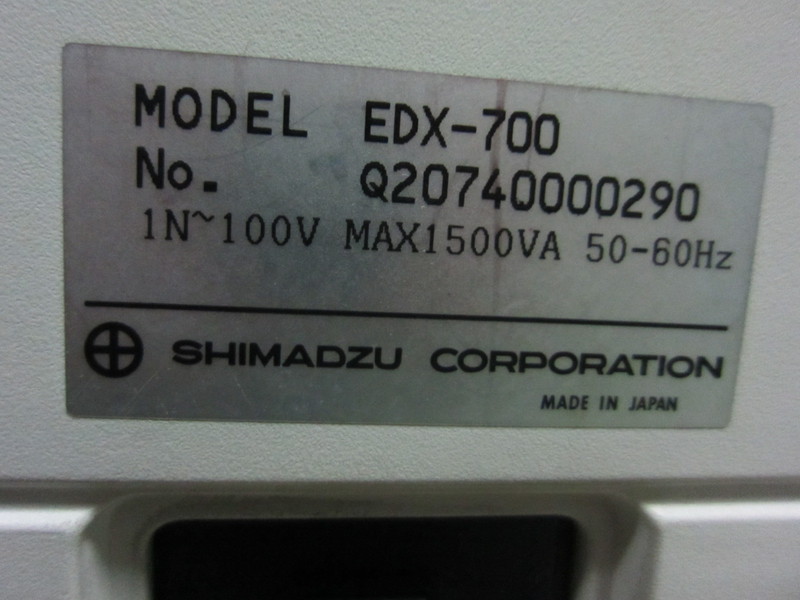 MODEL EDX-700
No. Q20740000290
1N~100V MAX1500VA 50-60Hz
SHIMADZU CORPORATION
MADE IN JAPAN